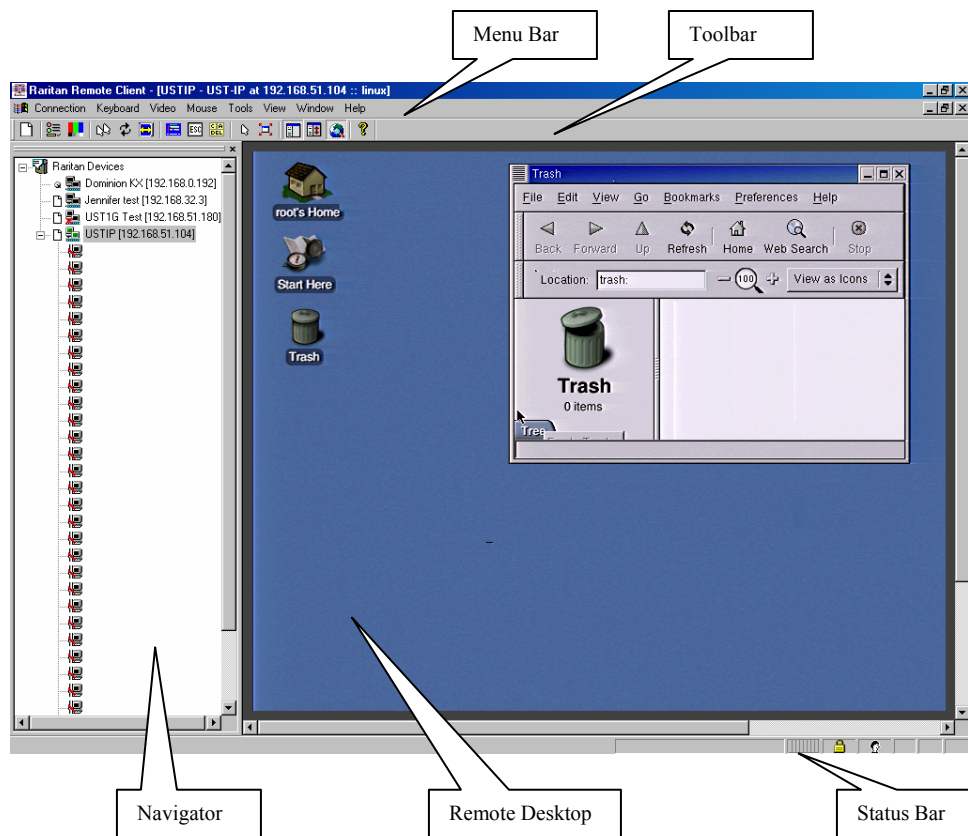 Menu Bar
Toolbar
Raritan Remote Client - [USTIP - UST-IP at 192.168.51.104 :: linux]
Connection Keyboard Video Mouse Tools View Window Help
ESC
Raritan Devices
Dominion KX [192.168.0.192]
Jennifer test [192.168.32.3]
UST1G Test [192.168.51.180]
USTIP [192.168.51.104]
root's Home
Start Here
Trash
Trash
File Edit View Go Bookmarks Preferences Help
Back Forward Up Refresh Home Web Search Stop
Location: trash: 100 View as Icons
Trash
0 items
Tree
Navigator
Remote Desktop
Status Bar